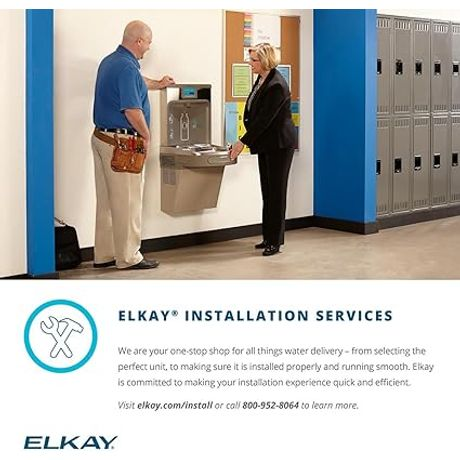 ELKAY® INSTALLATION SERVICES
We are your one-stop shop for all things water delivery – from selecting the
perfect unit, to making sure it is installed properly and running smooth. Elkay
is committed to making your installation experience quick and efficient.
Visit elkay.com/install or call 800-952-8064 to learn more.
ELKAY®